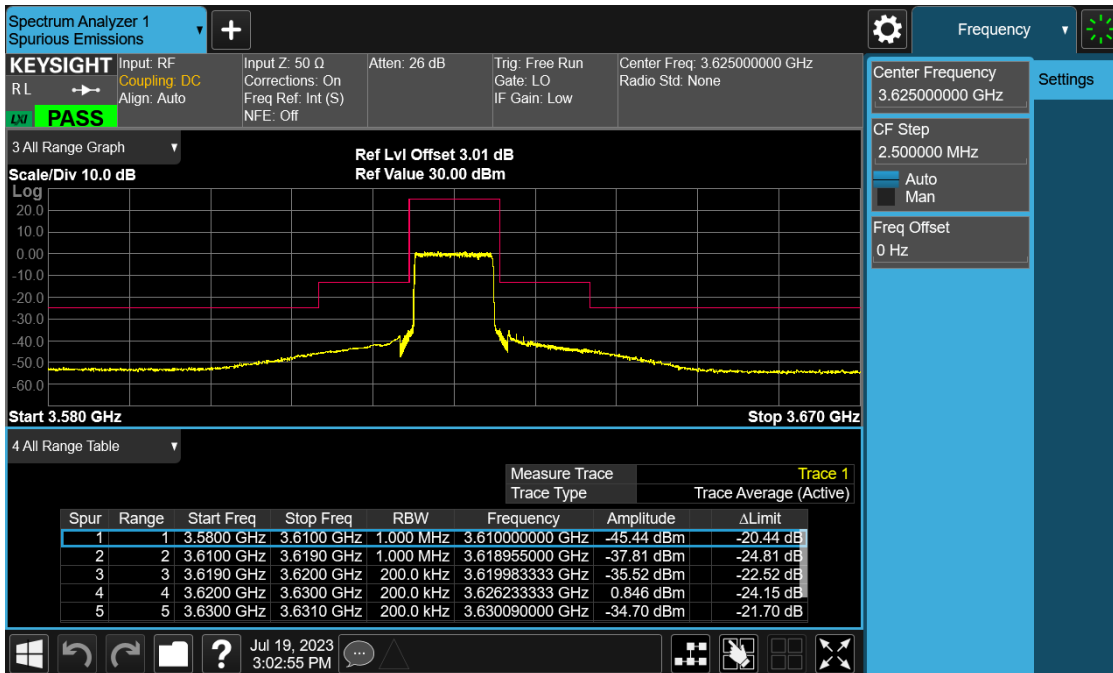 Spectrum Analyzer 1
Spurious Emissions
+
Frequency
KEYSIGHT
RL
LXI PASS
Input: RF
Coupling: DC
Align: Auto
Input Z: 50 Ω
Corrections: On
Freq Ref: Int (S)
NFE: Off
Atten: 26 dB
Trig: Free Run
Gate: LO
IF Gain: Low
Center Freq: 3.625000000 GHz
Radio Std: None
Center Frequency
3.625000000 GHz
Settings
CF Step
2.500000 MHz
Auto
Man
Freq Offset
0 Hz
3 All Range Graph
Scale/Div 10.0 dB
Ref Lvl Offset 3.01 dB
Ref Value 30.00 dBm
Log
20.0
10.0
0.00
-10.0
-20.0
-30.0
-40.0
-50.0
-60.0
Start 3.580 GHz
Stop 3.670 GHz
4 All Range Table
Measure Trace Trace 1
Trace Type Trace Average (Active)
Spur Range Start Freq Stop Freq RBW Frequency Amplitude ΔLimit
1 1 3.5800 GHz 3.6100 GHz 1.000 MHz 3.610000000 GHz -45.44 dBm -20.44 dB
2 2 3.6100 GHz 3.6190 GHz 1.000 MHz 3.618955000 GHz -37.81 dBm -24.81 dB
3 3 3.6190 GHz 3.6200 GHz 200.0 kHz 3.619983333 GHz -35.52 dBm -22.52 dB
4 4 3.6200 GHz 3.6300 GHz 200.0 kHz 3.626233333 GHz 0.846 dBm -24.15 dB
5 5 3.6300 GHz 3.6310 GHz 200.0 kHz 3.630090000 GHz -34.70 dBm -21.70 dB
?
Jul 19, 2023
3:02:55 PM